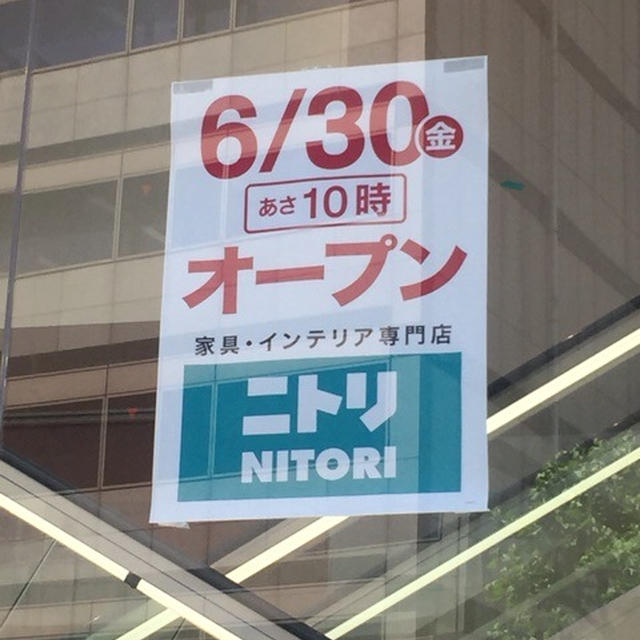 6/30金
あさ10時
オープン
家具・インテリア専門店
ニトリ
NITORI